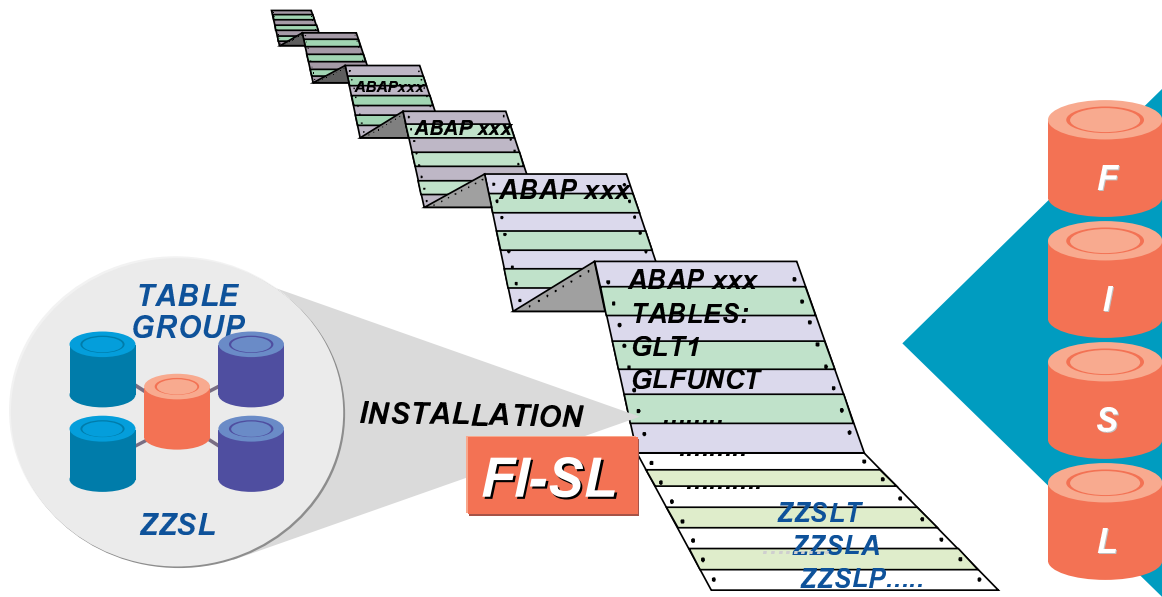 ABAPxxx
ABAP xxx
ABAP xxx
ABAP xxx
TABLES:
GLT1
GLFUNCT
........
.........
..........
ZZSLT
ZZSLA
ZZSLP.....
TABLE
GROUP
ZZSL
INSTALLATION
FI-SL
F
I
S
L